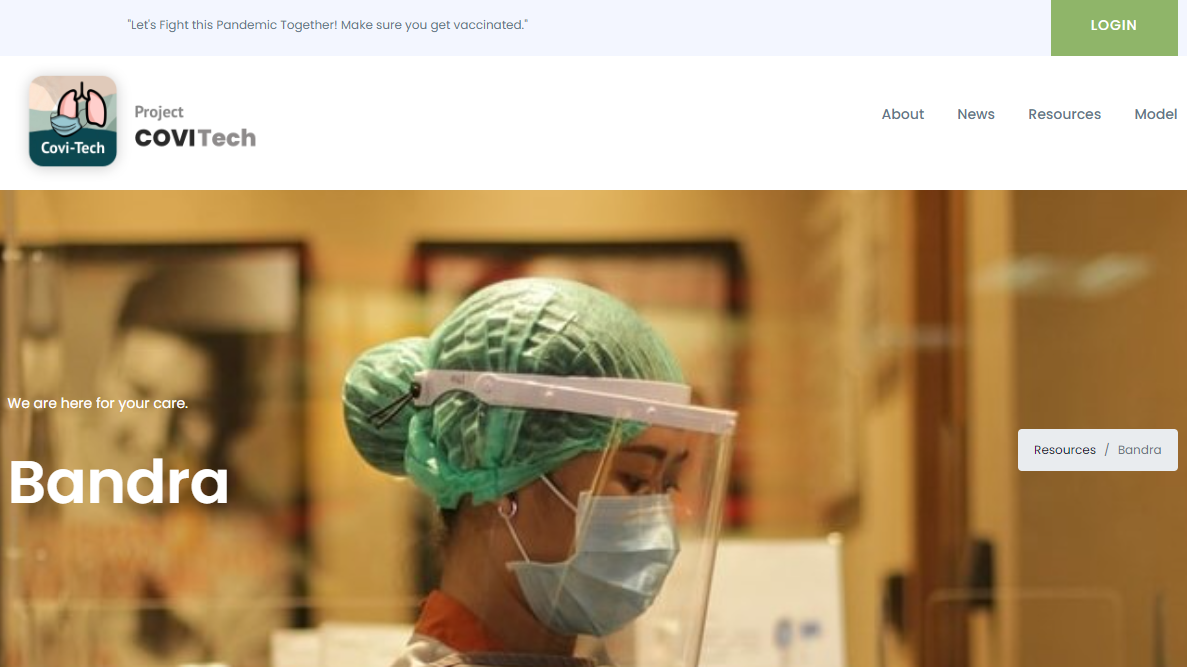 "Let's Fight this Pandemic Together! Make sure you get vaccinated."
LOGIN
Covi-Tech
Project
COVITech
About News Resources Model
We are here for your care.
Bandra
Resources / Bandra